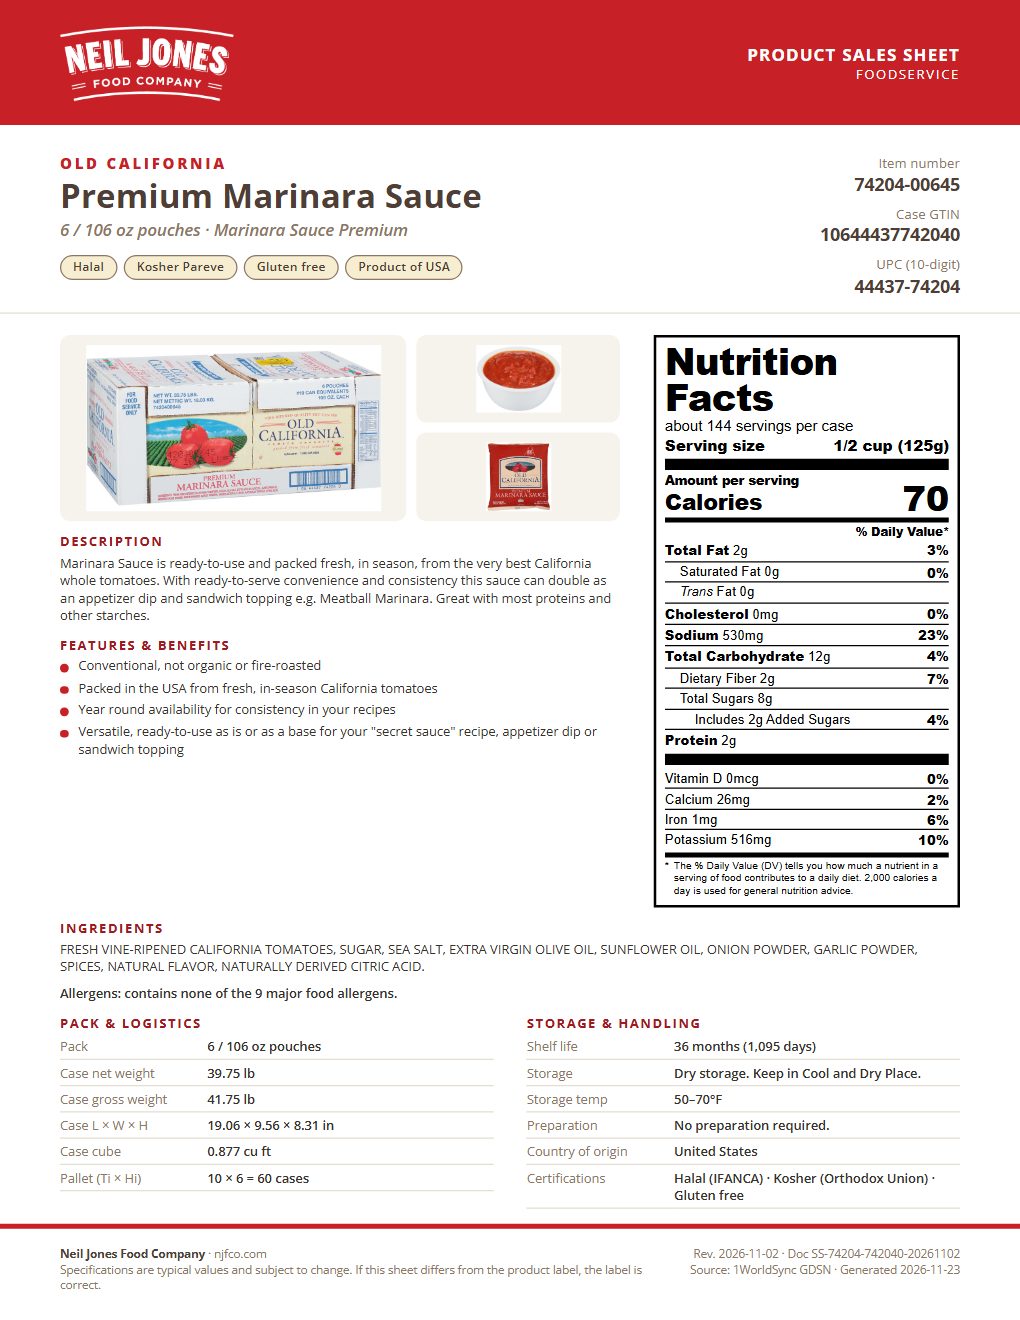 NEIL JONES
FOOD COMPANY
PRODUCT SALES SHEET
FOODSERVICE
OLD CALIFORNIA
Premium Marinara Sauce
6 / 106 oz pouches · Marinara Sauce Premium
Halal
Kosher Pareve
Gluten free
Product of USA
Item number
74204-00645
Case GTIN
10644437742040
UPC (10-digit)
44437-74204
FOR
FOOD
SERVICE
ONLY
OLD
CALIFORNIA
PREMIUM
MARINARA SAUCE
OLD
CALIFORNIA
MARINARA SAUCE
DESCRIPTION
Marinara Sauce is ready-to-use and packed fresh, in season, from the very best California
whole tomatoes. With ready-to-serve convenience and consistency this sauce can double as
an appetizer dip and sandwich topping e.g. Meatball Marinara. Great with most proteins and
other starches.
FEATURES & BENEFITS
Conventional, not organic or fire-roasted
Packed in the USA from fresh, in-season California tomatoes
Year round availability for consistency in your recipes
Versatile, ready-to-use as is or as a base for your "secret sauce" recipe, appetizer dip or
sandwich topping
Nutrition
Facts
about 144 servings per case
Serving size 1/2 cup (125g)
Amount per serving
Calories 70
% Daily Value*
Total Fat 2g 3%
Saturated Fat 0g 0%
Trans Fat 0g
Cholesterol 0mg 0%
Sodium 530mg 23%
Total Carbohydrate 12g 4%
Dietary Fiber 2g 7%
Total Sugars 8g
Includes 2g Added Sugars 4%
Protein 2g
Vitamin D 0mcg 0%
Calcium 26mg 2%
Iron 1mg 6%
Potassium 516mg 10%
* The % Daily Value (DV) tells you how much a nutrient in a
serving of food contributes to a daily diet. 2,000 calories a
day is used for general nutrition advice.
INGREDIENTS
FRESH VINE-RIPENED CALIFORNIA TOMATOES, SUGAR, SEA SALT, EXTRA VIRGIN OLIVE OIL, SUNFLOWER OIL, ONION POWDER, GARLIC POWDER,
SPICES, NATURAL FLAVOR, NATURALLY DERIVED CITRIC ACID.
Allergens: contains none of the 9 major food allergens.
PACK & LOGISTICS
Pack 6 / 106 oz pouches
Case net weight 39.75 lb
Case gross weight 41.75 lb
Case L × W × H 19.06 × 9.56 × 8.31 in
Case cube 0.877 cu ft
Pallet (Ti × Hi) 10 × 6 = 60 cases
STORAGE & HANDLING
Shelf life 36 months (1,095 days)
Storage Dry storage. Keep in Cool and Dry Place.
Storage temp 50–70°F
Preparation No preparation required.
Country of origin United States
Certifications Halal (IFANCA) · Kosher (Orthodox Union) ·
Gluten free
Neil Jones Food Company · njfco.com
Specifications are typical values and subject to change. If this sheet differs from the product label, the label is
correct.
Rev. 2026-11-02 · Doc SS-74204-742040-20261102
Source: 1WorldSync GDSN · Generated 2026-11-23